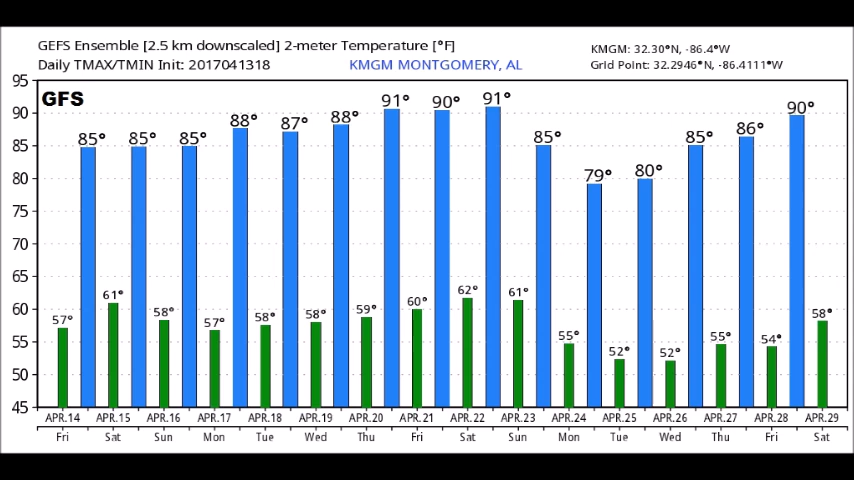 GEFS Ensemble [2.5 km downscaled] 2-meter Temperature [°F]
KMGM: 32.30°N, -86.4°W
Daily TMAX/TMIN Init: 2017041318
KMGM MONTGOMERY, AL
Grid Point: 32.2946°N, -86.4111°W
GFS
95
90
85
80
75
70
65
60
55
50
45
85° 85° 85° 88° 87° 88° 91° 90° 91° 85° 79° 80° 85° 86° 90°
57° 61° 58° 57° 58° 58° 59° 60° 62° 61° 55° 52° 52° 55° 54° 58°
APR.14 APR.15 APR.16 APR.17 APR.18 APR.19 APR.20 APR.21 APR.22 APR.23 APR.24 APR.25 APR.26 APR.27 APR.28 APR.29
Fri Sat Sun Mon Tue Wed Thu Fri Sat Sun Mon Tue Wed Thu Fri Sat